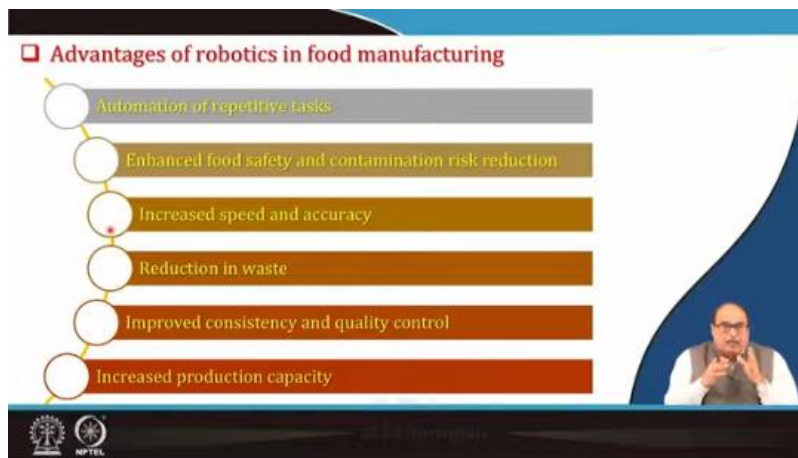 Advantages of robotics in food manufacturing
Automation of repetitive tasks
Enhanced food safety and contamination risk reduction
Increased speed and accuracy
Reduction in waste
Improved consistency and quality control
Increased production capacity
NPTEL